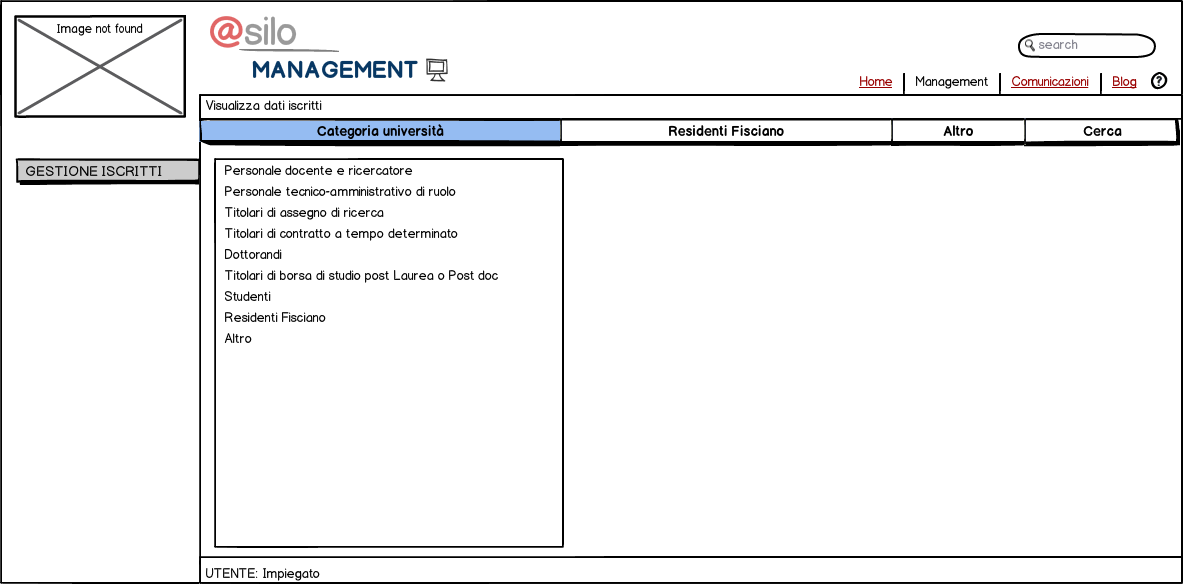 Image not found
@silo
MANAGEMENT
search
Home
Management
Comunicazioni
Blog
?
Visualizza dati iscritti
Categoria università
Residenti Fisciano
Altro
Cerca
GESTIONE ISCRITTI
Personale docente e ricercatore
Personale tecnico-amministrativo di ruolo
Titolari di assegno di ricerca
Titolari di contratto a tempo determinato
Dottorandi
Titolari di borsa di studio post Laurea o Post doc
Studenti
Residenti Fisciano
Altro
UTENTE: Impiegato